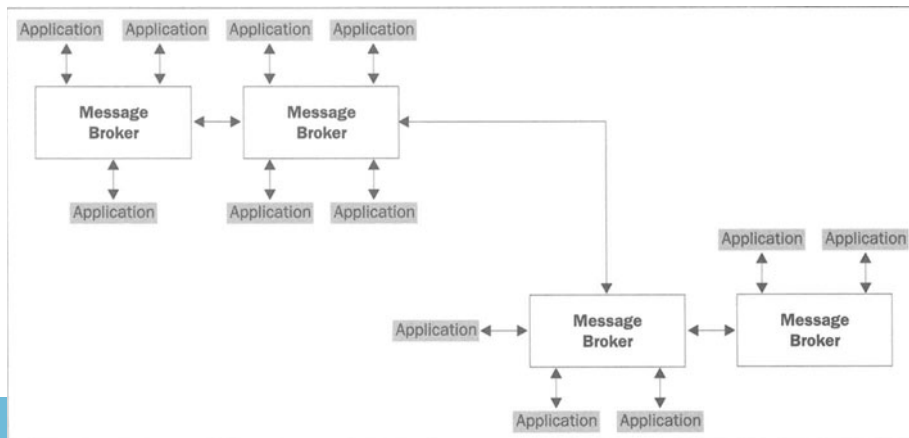 Application Application Application Application
Message Broker
Message Broker
Application Application Application
Application Application
Application
Message Broker
Message Broker
Application Application